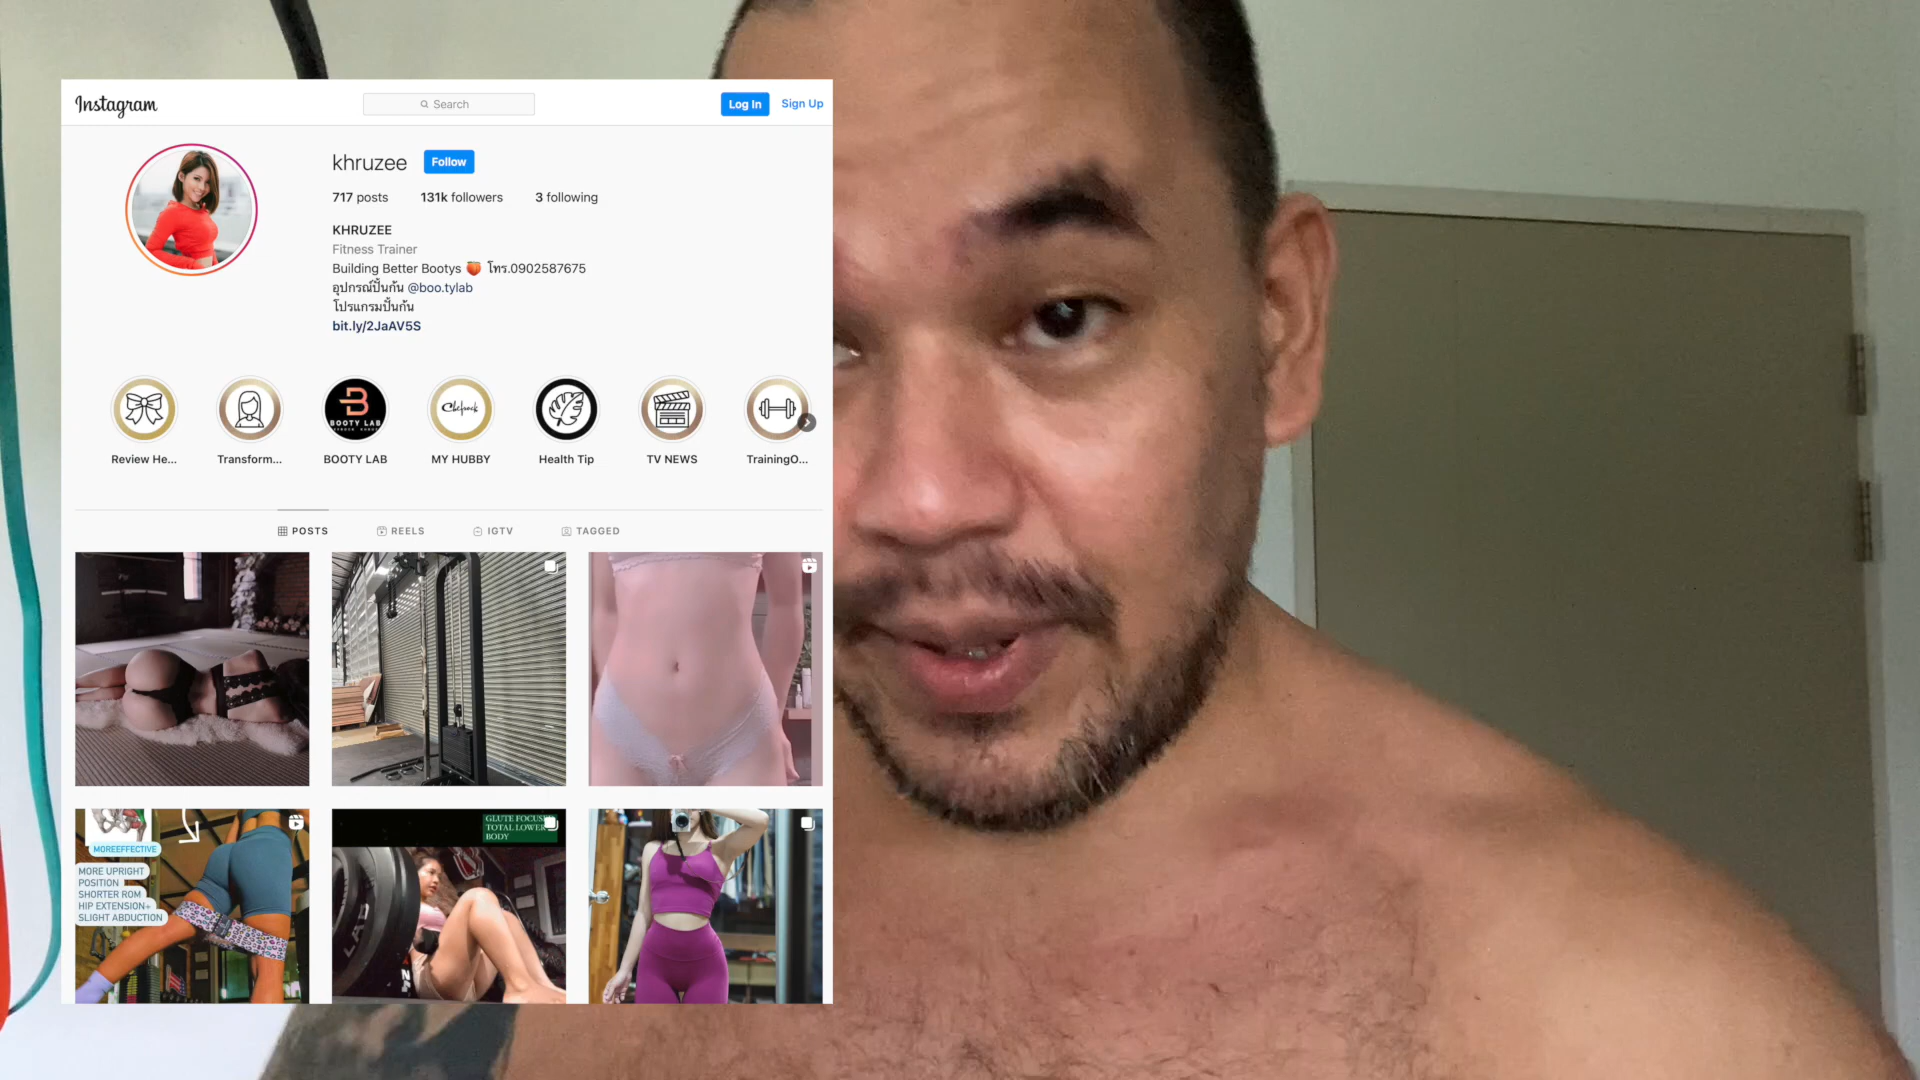 Instagram
Search
Log In
Sign Up
khruzee
Follow
717 posts
131k followers
3 following
KHRUZEE
Fitness Trainer
Building Better Bootys 🍑 โทร.0902587675
อุปกรณ์ปั้นก้น @boo.tylab
โปรแกรมปั้นก้น
bit.ly/2JaAV5S
B
BOOTY LAB
Review He...
Transform...
BOOTY LAB
MY HUBBY
Health Tip
TV NEWS
TrainingO...
POSTS
REELS
IGTV
TAGGED
MOREEFFECTIVE
MORE UPRIGHT
POSITION
SHORTER ROM
HIP EXTENSION+
SLIGHT ABDUCTION
GLUTE FOCUSE
TOTAL LOWER
BODY